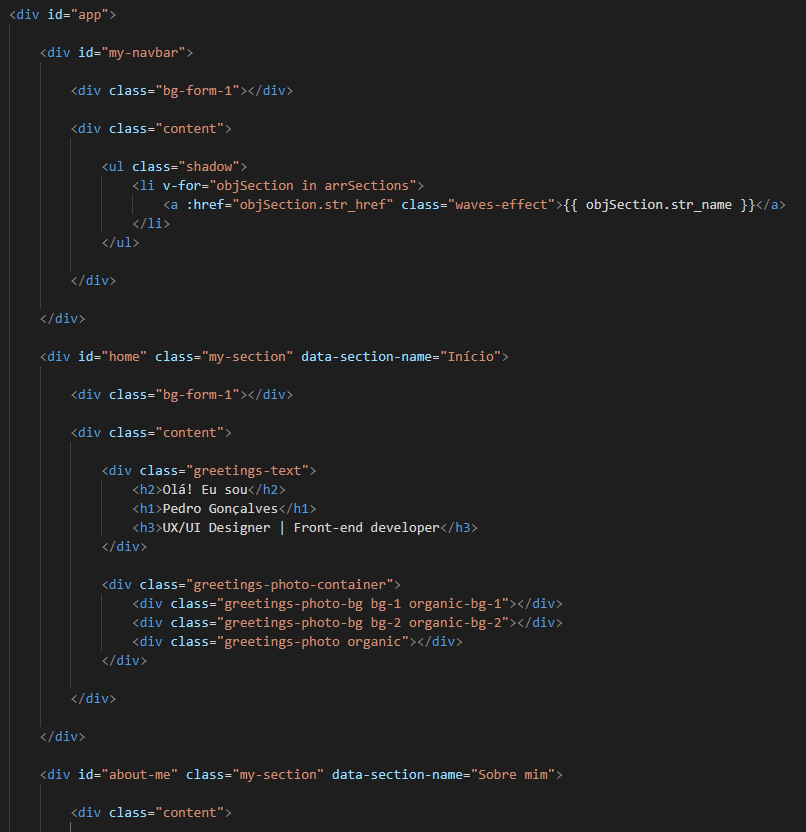 <div id="app">
<div id="my-navbar">
<div class="bg-form-1"></div>
<div class="content">
<ul class="shadow">
<li v-for="objSection in arrSections">
<a :href="objSection.str_href" class="waves-effect">{{ objSection.str_name }}</a>
</li>
</ul>
</div>
</div>
<div id="home" class="my-section" data-section-name="Início">
<div class="bg-form-1"></div>
<div class="content">
<div class="greetings-text">
<h2>Olá! Eu sou</h2>
<h1>Pedro Gonçalves</h1>
<h3>UX/UI Designer | Front-end developer</h3>
</div>
<div class="greetings-photo-container">
<div class="greetings-photo-bg bg-1 organic-bg-1"></div>
<div class="greetings-photo-bg bg-2 organic-bg-2"></div>
<div class="greetings-photo organic"></div>
</div>
</div>
</div>
<div id="about-me" class="my-section" data-section-name="Sobre mim">
<div class="content">